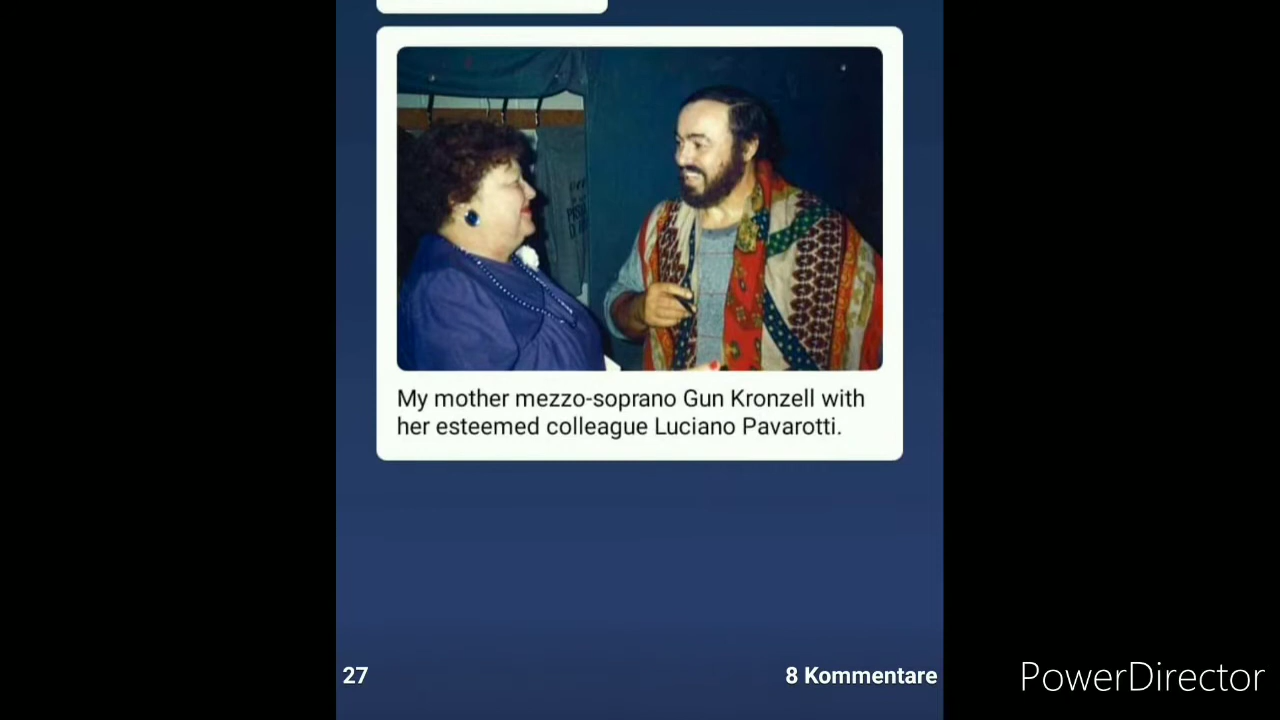 My mother mezzo-soprano Gun Kronzell with
her esteemed colleague Luciano Pavarotti.
27
8 Kommentare
PowerDirector